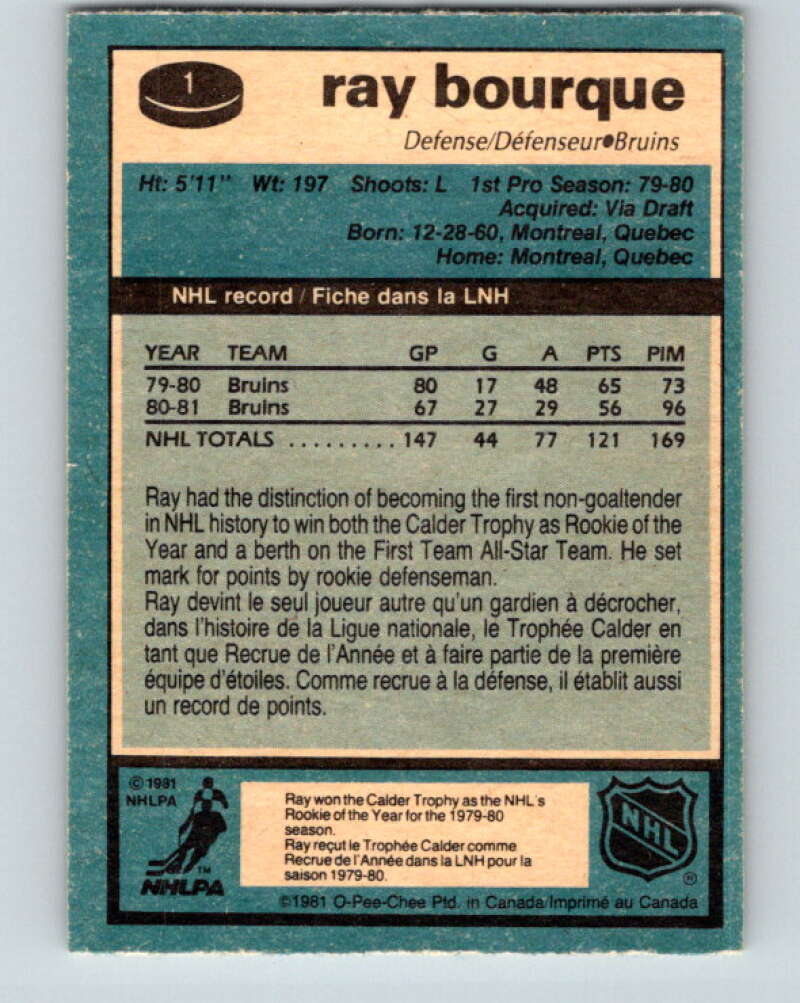 1
ray bourque
Defense/Défenseur•Bruins
Ht: 5'11" Wt: 197 Shoots: L 1st Pro Season: 79-80
Acquired: Via Draft
Born: 12-28-60, Montreal, Quebec
Home: Montreal, Quebec
NHL record / Fiche dans la LNH
YEAR TEAM GP G A PTS PIM
79-80 Bruins 80 17 48 65 73
80-81 Bruins 67 27 29 56 96
NHL TOTALS .......... 147 44 77 121 169
Ray had the distinction of becoming the first non-goaltender
in NHL history to win both the Calder Trophy as Rookie of the
Year and a berth on the First Team All-Star Team. He set
mark for points by rookie defenseman.
Ray devint le seul joueur autre qu'un gardien à décrocher,
dans l'histoire de la Ligue nationale, le Trophée Calder en
tant que Recrue de l'Année et à faire partie de la première
équipe d'étoiles. Comme recrue à la défense, il établit aussi
un record de points.
© 1981
NHLPA
TM
NHLPA
Ray won the Calder Trophy as the NHL's
Rookie of the Year for the 1979-80
season.
Ray reçut le Trophée Calder comme
Recrue de l'Année dans la LNH pour la
saison 1979-80.
NHL
®
©1981 O-Pee-Chee Ptd. in Canada/Imprimé au Canada